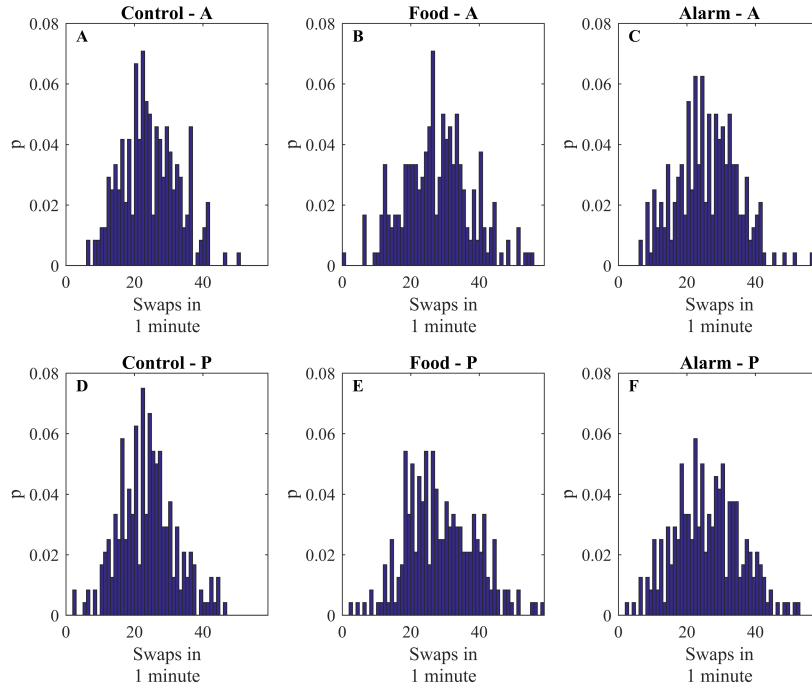 Control - A
Food - A
Alarm - A
A
B
C
0.08
0.06
0.04
0.02
0
p
0.08
0.06
0.04
0.02
0
p
0.08
0.06
0.04
0.02
0
p
0 20 40
0 20 40
0 20 40
Swaps in
1 minute
Swaps in
1 minute
Swaps in
1 minute
Control - P
Food - P
Alarm - P
D
E
F
0.08
0.06
0.04
0.02
0
p
0.08
0.06
0.04
0.02
0
p
0.08
0.06
0.04
0.02
0
p
0 20 40
0 20 40
0 20 40
Swaps in
1 minute
Swaps in
1 minute
Swaps in
1 minute